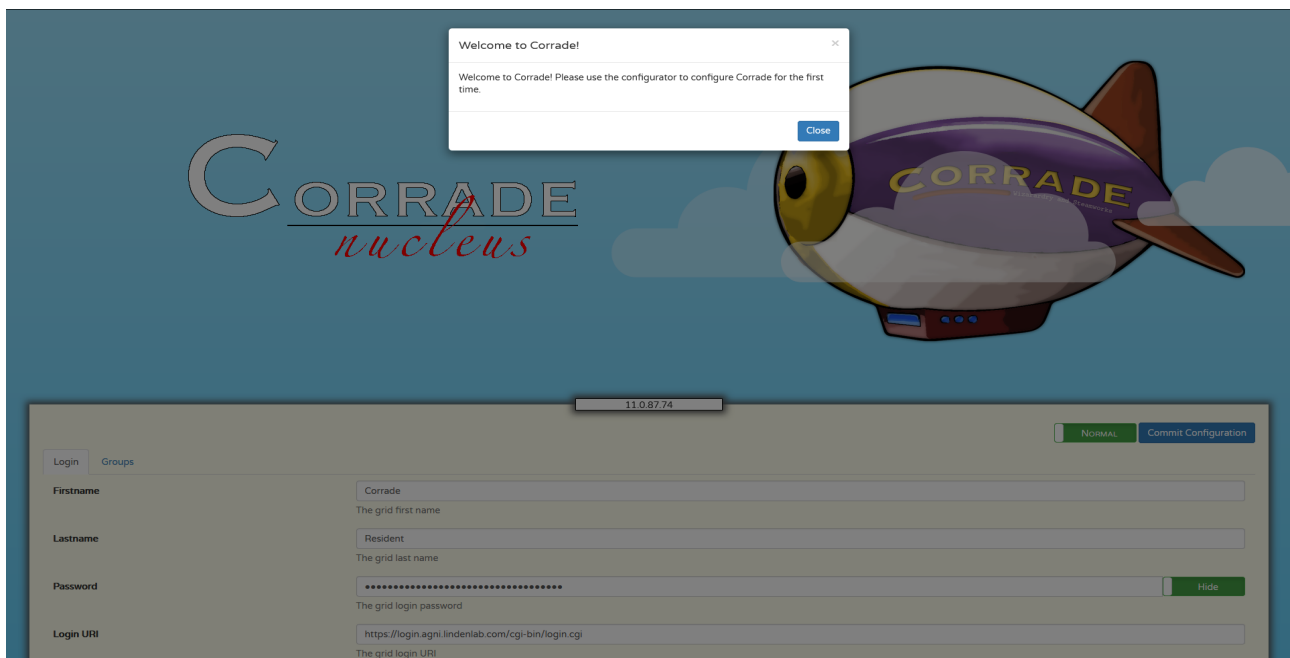 Welcome to Corrade!
×
Welcome to Corrade! Please use the configurator to configure Corrade for the first
time.
Close
CORRADE
nucleus
CORRADE
11.0.87.74
NORMAL
Commit Configuration
Login Groups
Firstname
Corrade
The grid first name
Lastname
Resident
The grid last name
Password
••••••••••••••••••••••••••••••••••
Hide
The grid login password
Login URI
https://login.agni.lindenlab.com/cgi-bin/login.cgi
The grid login URI